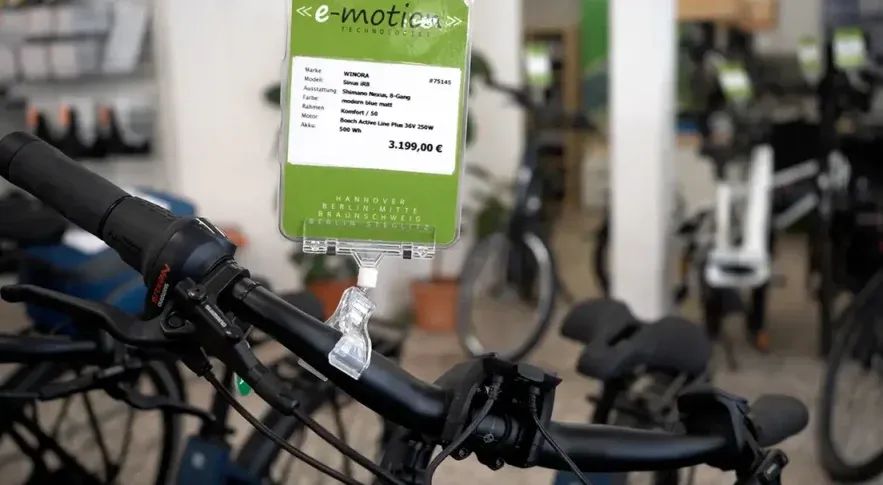 e-motion
TECHNOLOGIES
Marke WINORA #75145
Modell: Sinus iR8
Ausstattung Shimano Nexus, 8-Gang
Farbe: modern blue matt
Rahmen Komfort / 50
Motor Bosch Active Line Plus 36V 250W
Akku: 500 Wh
3.199,00 €
HANNOVER
BERLIN-MITTE
BRAUNSCHWEIG
BERLIN-STEGLITZ
Nexus
SHIMANO